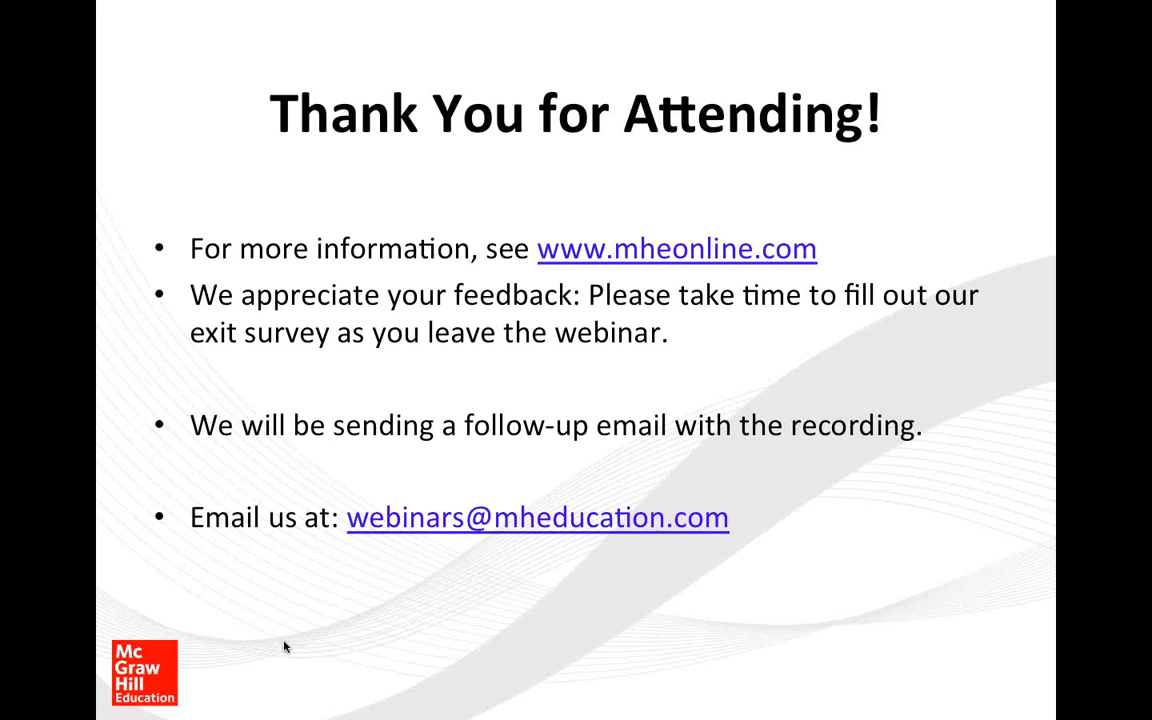 Thank You for Attending!
• For more information, see www.mheonline.com
• We appreciate your feedback: Please take time to fill out our
exit survey as you leave the webinar.
• We will be sending a follow-up email with the recording.
• Email us at: webinars@mheducation.com
Mc
Graw
Hill
Education